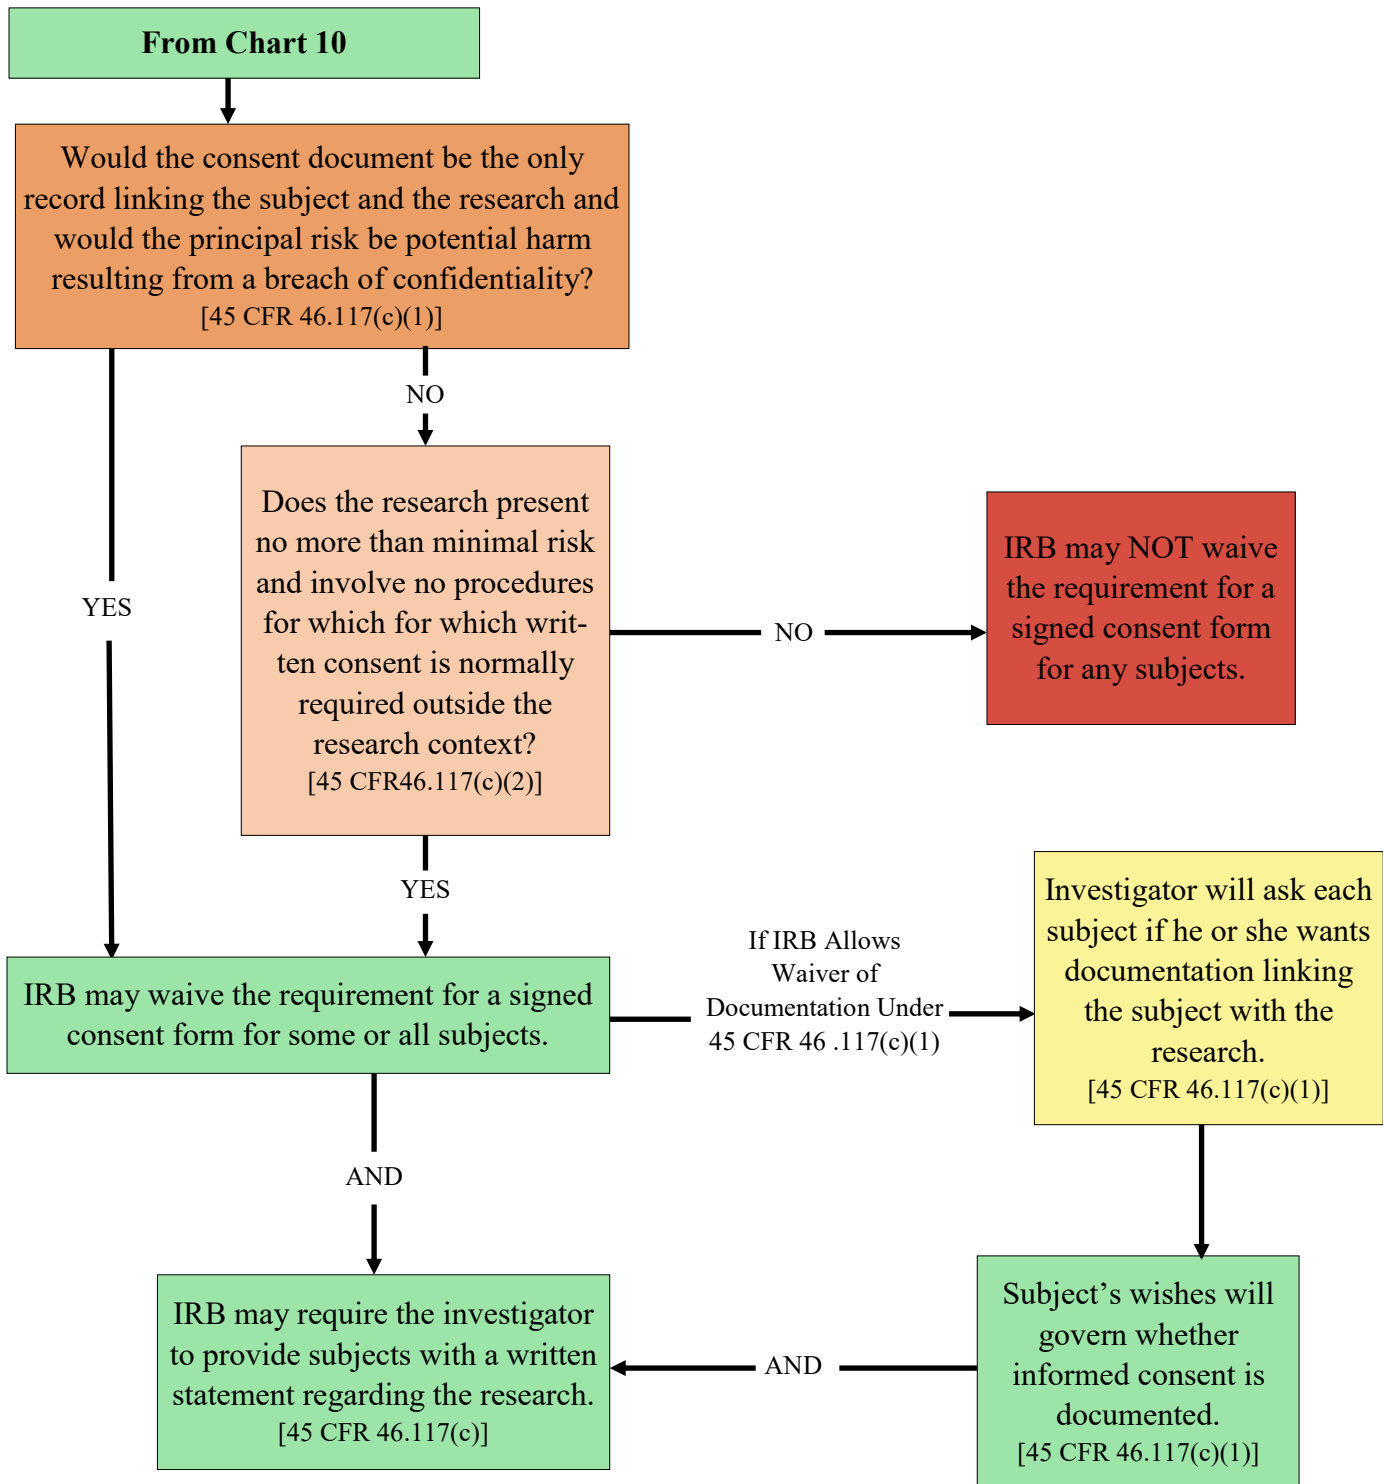 From Chart 10
Would the consent document be the only
record linking the subject and the research and
would the principal risk be potential harm
resulting from a breach of confidentiality?
[45 CFR 46.117(c)(1)]
YES
NO
Does the research present
no more than minimal risk
and involve no procedures
for which for which writ-
ten consent is normally
required outside the
research context?
[45 CFR46.117(c)(2)]
NO
IRB may NOT waive
the requirement for a
signed consent form
for any subjects.
YES
IRB may waive the requirement for a signed
consent form for some or all subjects.
If IRB Allows
Waiver of
Documentation Under
45 CFR 46 .117(c)(1)
Investigator will ask each
subject if he or she wants
documentation linking
the subject with the
research.
[45 CFR 46.117(c)(1)]
AND
IRB may require the investigator
to provide subjects with a written
statement regarding the research.
[45 CFR 46.117(c)]
AND
Subject’s wishes will
govern whether
informed consent is
documented.
[45 CFR 46.117(c)(1)]